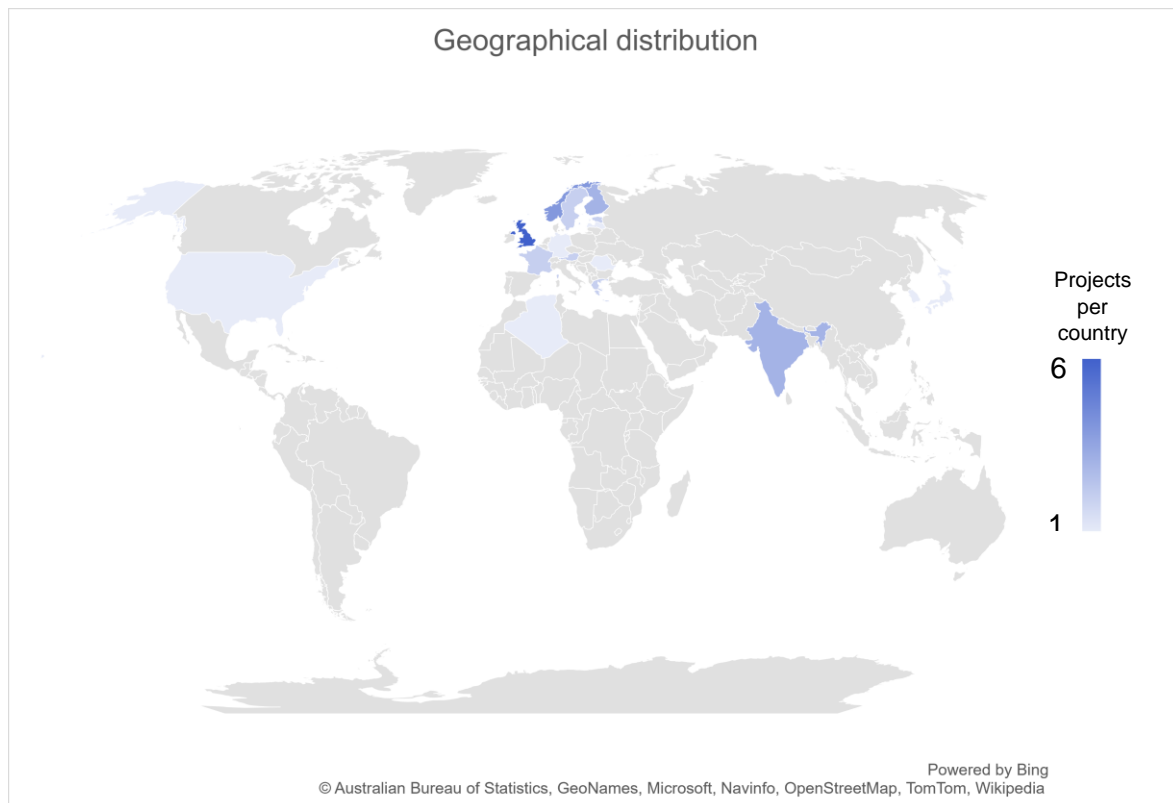 Geographical distribution
Projects
per
country
6
1
Powered by Bing
© Australian Bureau of Statistics, GeoNames, Microsoft, Navinfo, OpenStreetMap, TomTom, Wikipedia